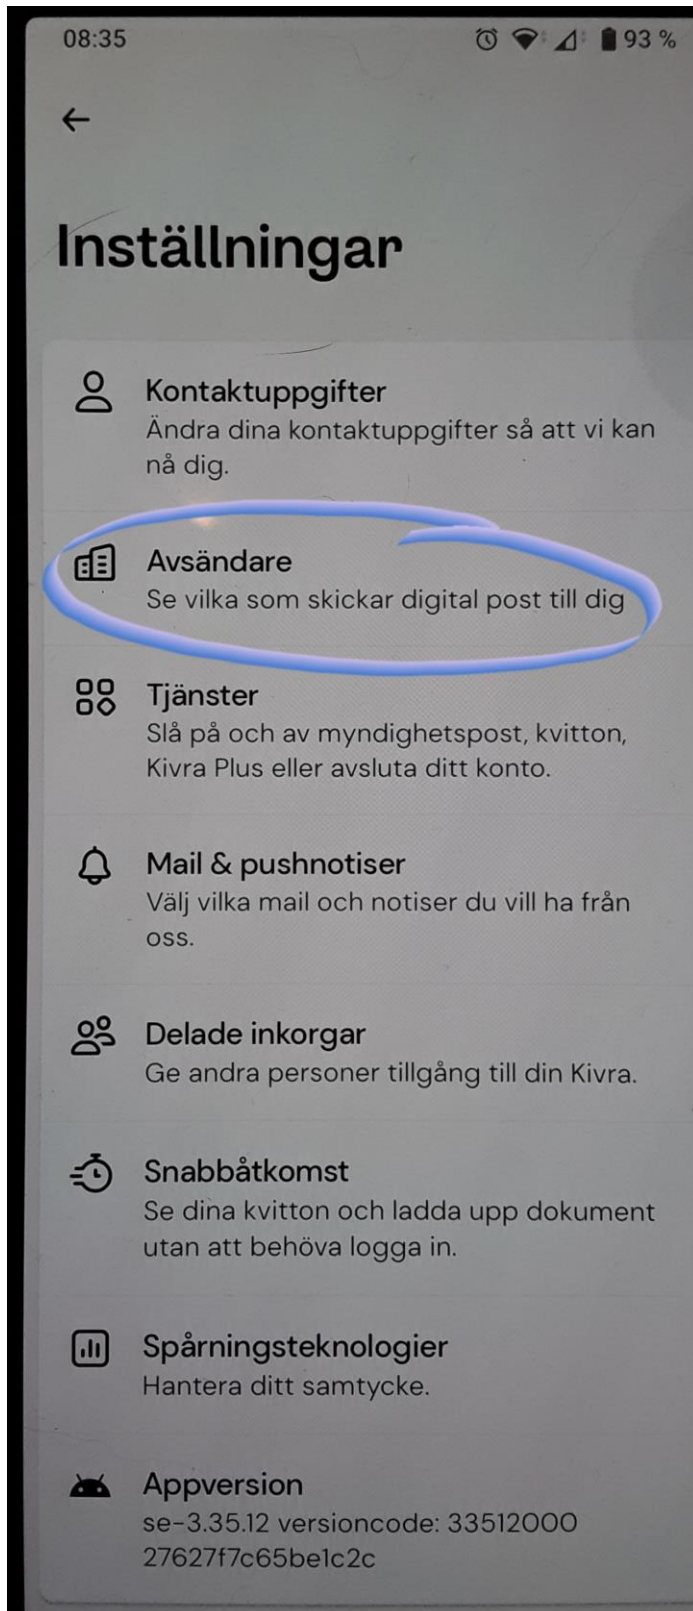 08:35
93 %
Inställningar
Kontaktuppgifter
Ändra dina kontaktuppgifter så att vi kan
nå dig.
Avsändare
Se vilka som skickar digital post till dig
Tjänster
Slå på och av myndighetspost, kvitton,
Kivra Plus eller avsluta ditt konto.
Mail & pushnotiser
Välj vilka mail och notiser du vill ha från
oss.
Delade inkorgar
Ge andra personer tillgång till din Kivra.
Snabbåtkomst
Se dina kvitton och ladda upp dokument
utan att behöva logga in.
Spårningsteknologier
Hantera ditt samtycke.
Appversion
se-3.35.12 versioncode: 33512000
27627f7c65be1c2c